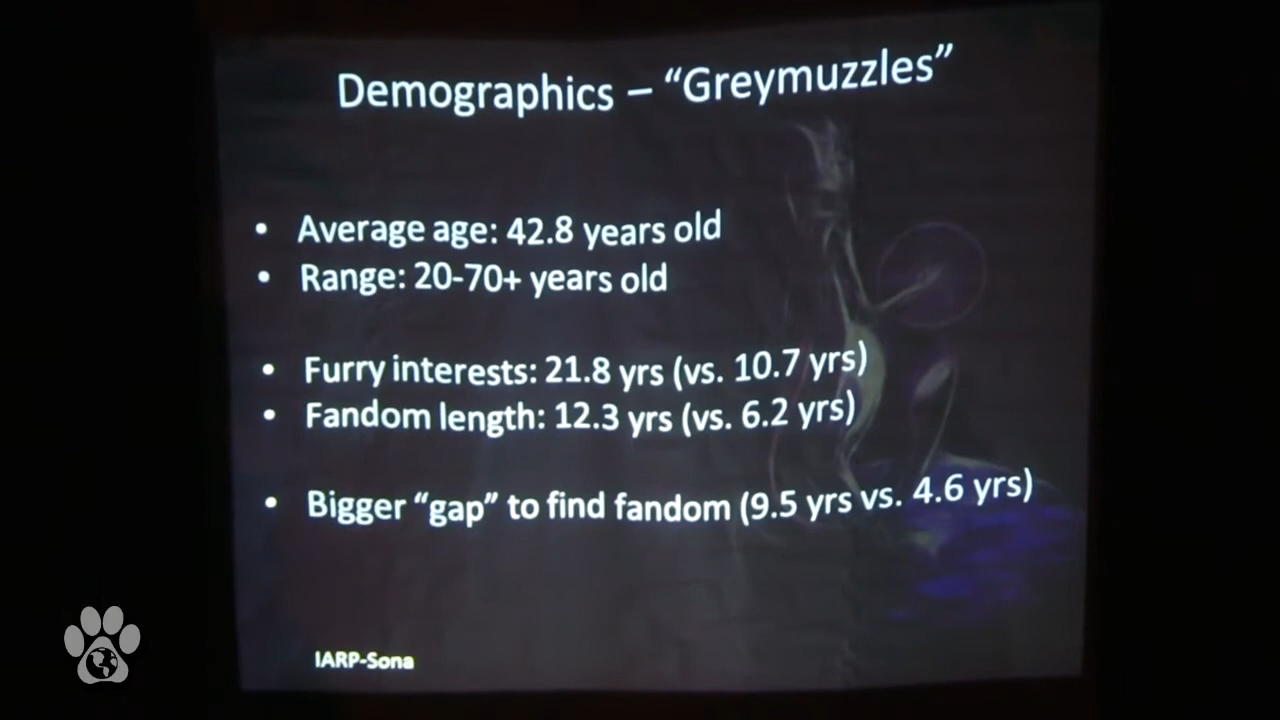 Demographics – “Greymuzzles”
• Average age: 42.8 years old
• Range: 20-70+ years old
• Furry interests: 21.8 yrs (vs. 10.7 yrs)
• Fandom length: 12.3 yrs (vs. 6.2 yrs)
• Bigger “gap” to find fandom (9.5 yrs vs. 4.6 yrs)
IARP-Sona